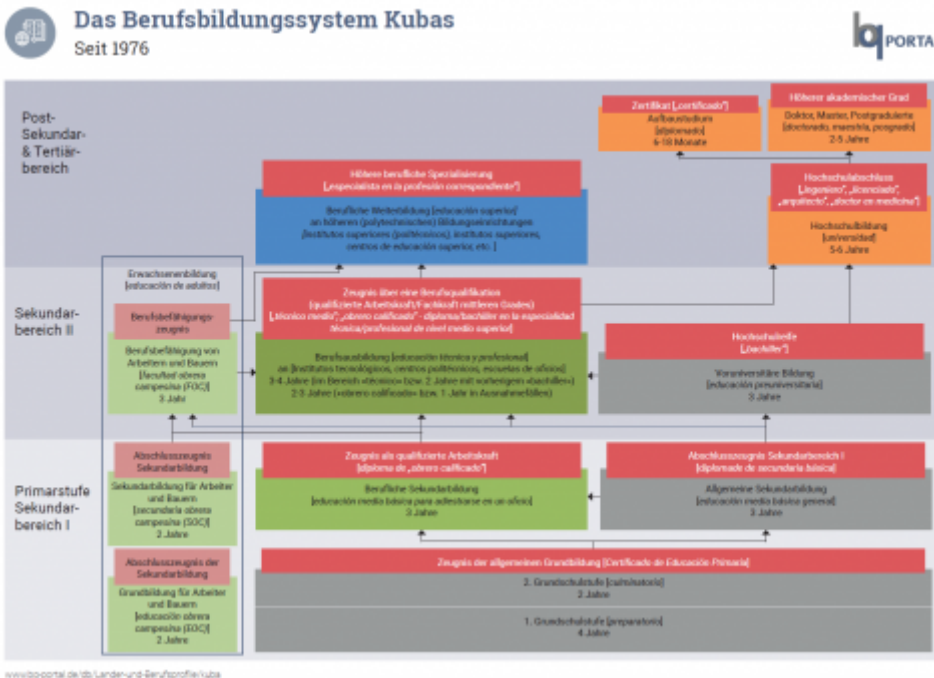 Das Berufsbildungssystem Kubas
Seit 1976
bq PORTA
Post-
Sekundar-
& Tertiär-
bereich
Zertifikat [„certificado"]
Aufbaustudium
[diplomado]
6-18 Monate
Höherer akademischer Grad
Doktor, Master, Postgraduierte
[doctorado, maestría, posgrado]
2-5 Jahre
Höhere berufliche Spezialisierung
[„especialista en la profesión correspondiente"]
Berufliche Weiterbildung [educación superior]
an höheren (polytechnischen) Bildungseinrichtungen
[institutos superiores (politécnicos), institutos superiores,
centros de educación superior, etc. ]
Hochschulabschluss
[„ingeniero", „licenciado",
„arquitecto", „doctor en medicina"]
Hochschulbildung
[universidad]
5-6 Jahre
Sekundar-
bereich II
Erwachsenenbildung
[educación de adultos]
Berufsbefähigungs-
zeugnis
Berufsbefähigung von
Arbeitern und Bauern
[facultad obrera
campesina (FOC)]
3 Jahr
Zeugnis über eine Berufsqualifikation
(qualifizierte Arbeitskraft/Fachkraft mittleren Grades)
[„técnico medio"; „obrero calificado" - diploma/bachiller en la especialidad
técnica/profesional de nivel medio superior]
Berufsausbildung [educación técnica y profesional]
an [institutos tecnológicos, centros politécnicos, escuelas de oficios]
3-4 Jahre (im Bereich «técnico» bzw. 2 Jahre mit vorherigem «bachiller»)
2-3 Jahre («obrero calificado» bzw. 1 Jahr in Ausnahmefällen)
Hochschulreife
[„bachiller"]
Voruniversitäre Bildung
[educación preuniversitaria]
3 Jahre
Primarstufe
Sekundar-
bereich I
Abschlusszeugnis
Sekundarbildung
Sekundarbildung für Arbeiter
und Bauern
[secundaria obrera
campesina (SOC)]
2 Jahre
Zeugnis als qualifizierte Arbeitskraft
[diploma de „obrero calificado"]
Berufliche Sekundarbildung
[educación media básica para adiestrarse en un oficio]
3 Jahre
Abschlusszeugnis Sekundarbereich I
[diplomado de secundaria básica]
Allgemeine Sekundarbildung
[educación media básica general]
3 Jahre
Abschlusszeugnis der
Sekundarbildung
Grundbildung für Arbeiter
und Bauern
[educación obrera
campesina (EOC)]
2 Jahre
Zeugnis der allgemeinen Grundbildung [Certificado de Educación Primaria]
2. Grundschulstufe [culminatorio]
2 Jahre
1. Grundschulstufe [preparatorio]
4 Jahre
www.bq-portal.de/db/Länder-und-Berufsprofile/kuba